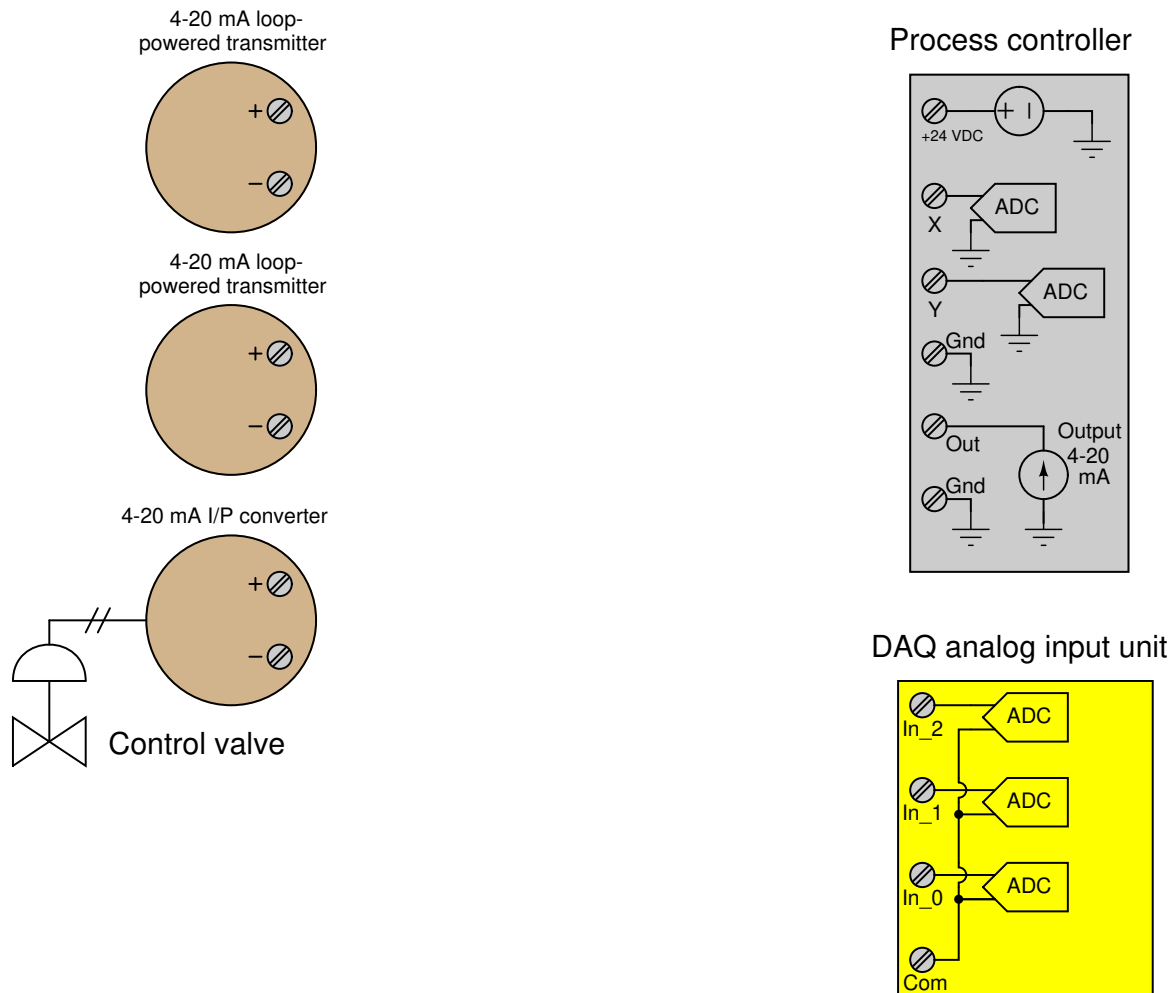 4-20 mA loop-
powered transmitter
+
−
4-20 mA loop-
powered transmitter
+
−
4-20 mA I/P converter
+
−
Control valve
Process controller
+ −
+24 VDC
ADC
X
ADC
Y
Gnd
Out
Output
4-20
mA
Gnd
DAQ analog input unit
ADC
In_2
ADC
In_1
ADC
In_0
Com